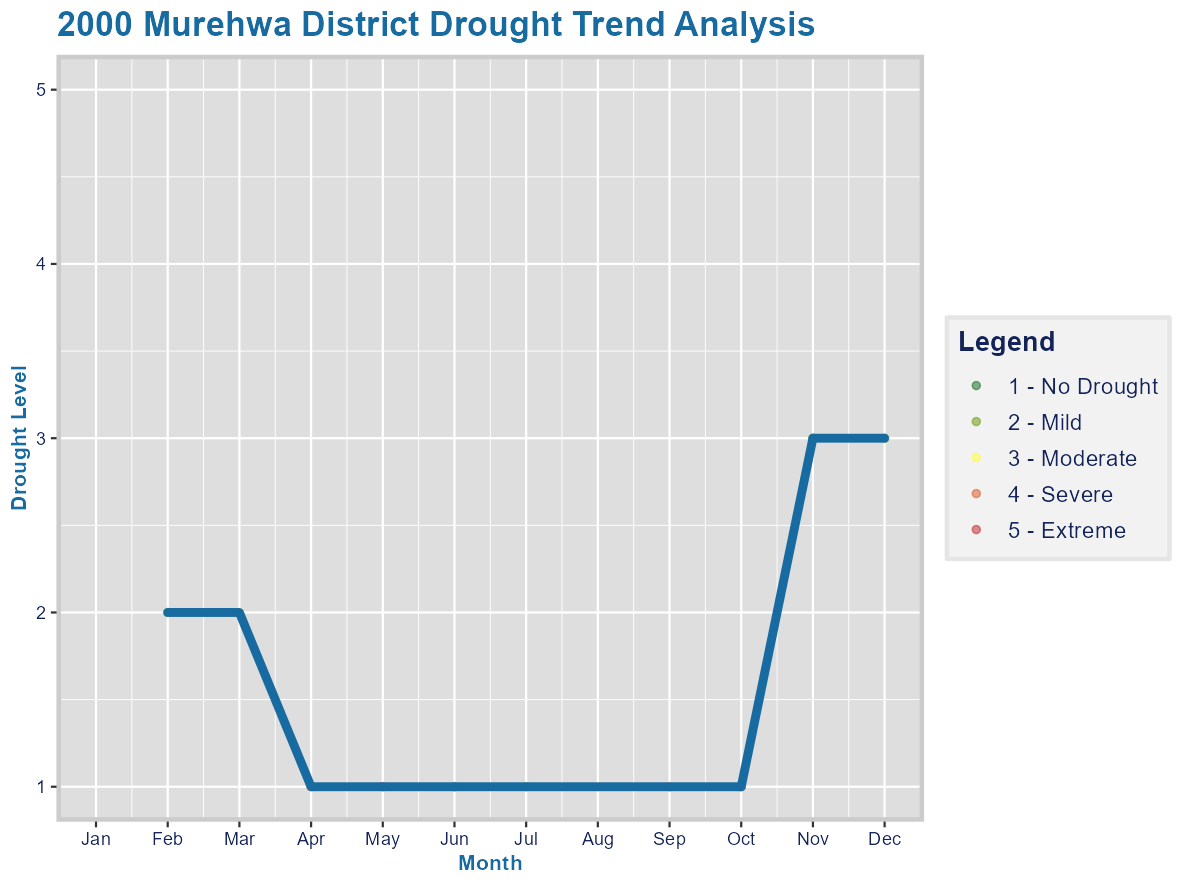 2000 Murehwa District Drought Trend Analysis
5
4
3
2
1
Drought Level
Jan Feb Mar Apr May Jun Jul Aug Sep Oct Nov Dec
Month
Legend
1 - No Drought
2 - Mild
3 - Moderate
4 - Severe
5 - Extreme